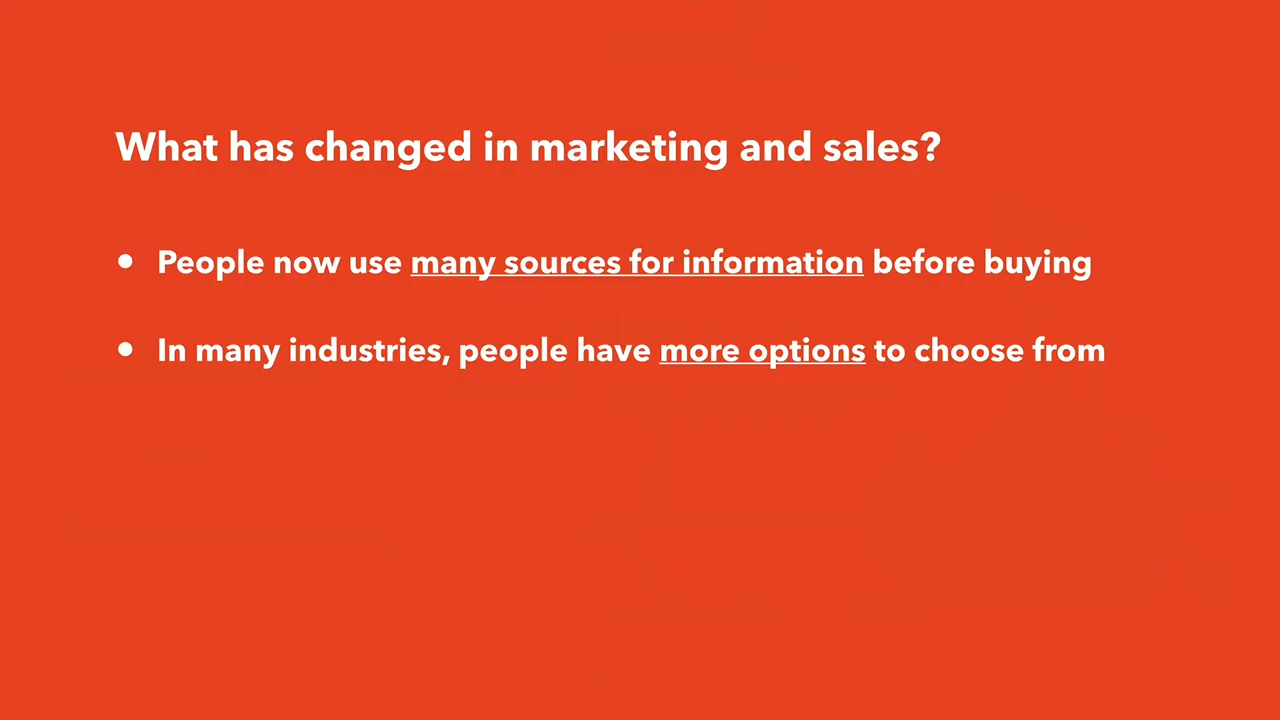 What has changed in marketing and sales?
• People now use many sources for information before buying
• In many industries, people have more options to choose from